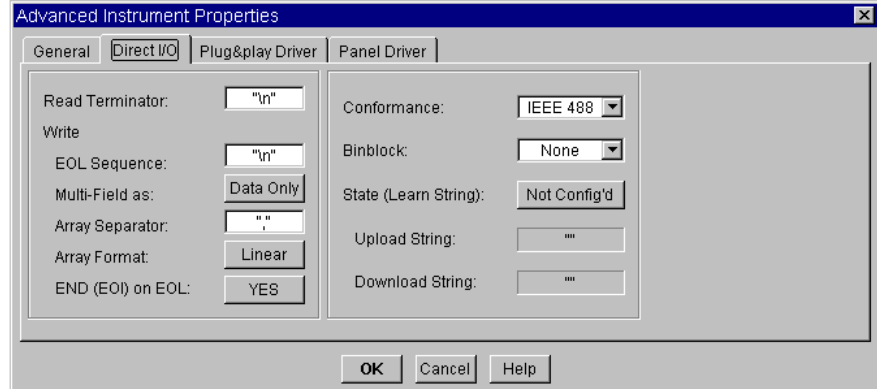 Advanced Instrument Properties
General Direct I/O Plug&play Driver Panel Driver
Read Terminator: "\n"
Write
EOL Sequence: "\n"
Multi-Field as: Data Only
Array Separator: ","
Array Format: Linear
END (EOI) on EOL: YES
Conformance: IEEE 488
Binblock: None
State (Learn String): Not Config'd
Upload String: ""
Download String: ""
OK Cancel Help